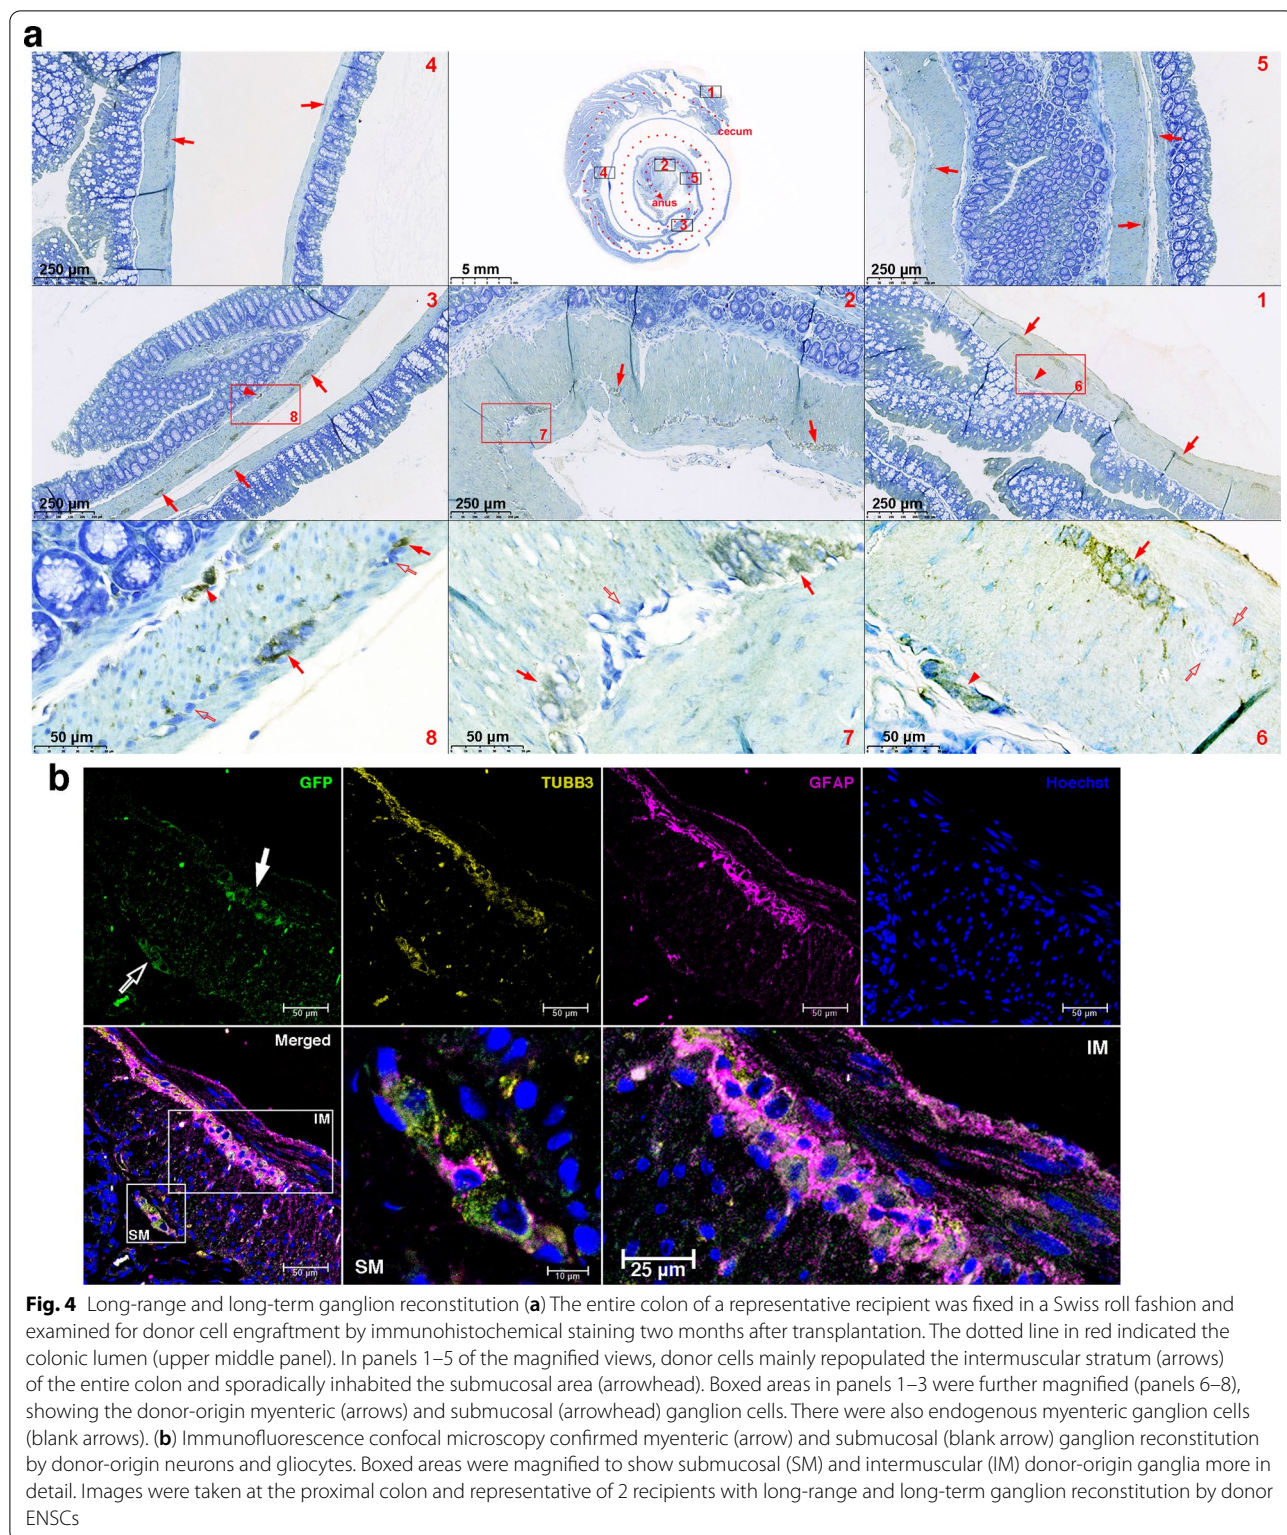 a
4
250 µm
1
cecum
2
4
5
anus
3
5 mm
5
250 µm
3
8
250 µm
2
7
250 µm
1
6
250 µm
50 µm
8
50 µm
7
50 µm
6
b
GFP
50 µm
TUBB3
50 µm
GFAP
50 µm
Hoechst
50 µm
Merged
IM
SM
50 µm
SM
10 µm
IM
25 µm
Fig. 4 Long-range and long-term ganglion reconstitution (a) The entire colon of a representative recipient was fixed in a Swiss roll fashion and
examined for donor cell engraftment by immunohistochemical staining two months after transplantation. The dotted line in red indicated the
colonic lumen (upper middle panel). In panels 1–5 of the magnified views, donor cells mainly repopulated the intermuscular stratum (arrows)
of the entire colon and sporadically inhabited the submucosal area (arrowhead). Boxed areas in panels 1–3 were further magnified (panels 6–8),
showing the donor-origin myenteric (arrows) and submucosal (arrowhead) ganglion cells. There were also endogenous myenteric ganglion cells
(blank arrows). (b) Immunofluorescence confocal microscopy confirmed myenteric (arrow) and submucosal (blank arrow) ganglion reconstitution
by donor-origin neurons and gliocytes. Boxed areas were magnified to show submucosal (SM) and intermuscular (IM) donor-origin ganglia more in
detail. Images were taken at the proximal colon and representative of 2 recipients with long-range and long-term ganglion reconstitution by donor
ENSCs